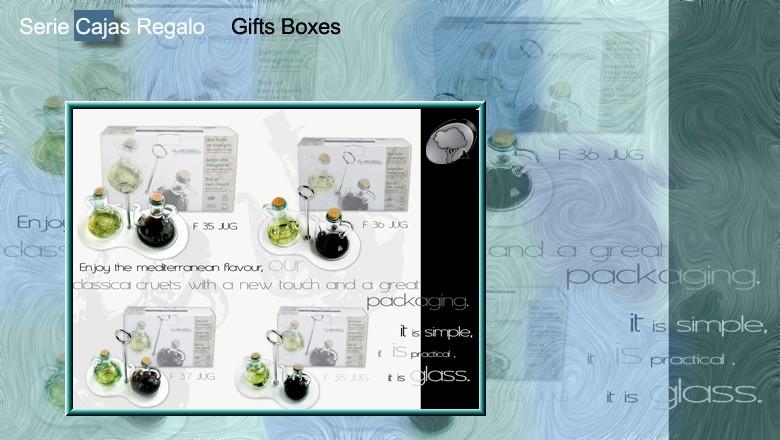 Serie Cajas Regalo Gifts Boxes
F 35 JUG
F 36 JUG
Enjoy the mediterranean flavour, our
classical cruets with a new touch and a great
packaging.
it is simple,
it is practical,
it is glass.
F 37 JUG
F 38 JUG
F 36 JUG
Enjoy
class
and a great
packaging.
it is simple,
it is practical,
it is glass.